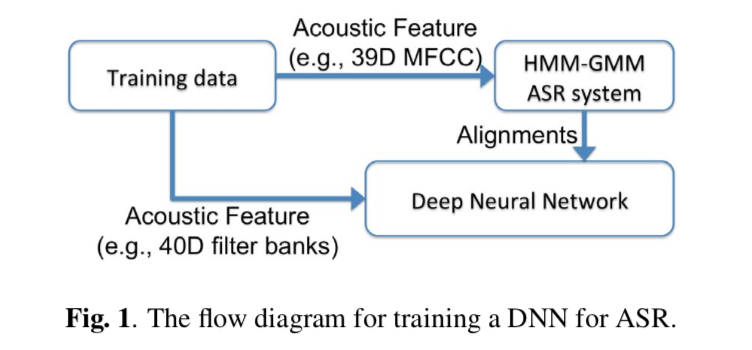 Acoustic Feature
(e.g., 39D MFCC)
Training data
HMM-GMM
ASR system
Alignments
Deep Neural Network
Acoustic Feature
(e.g., 40D filter banks)
Fig. 1. The flow diagram for training a DNN for ASR.